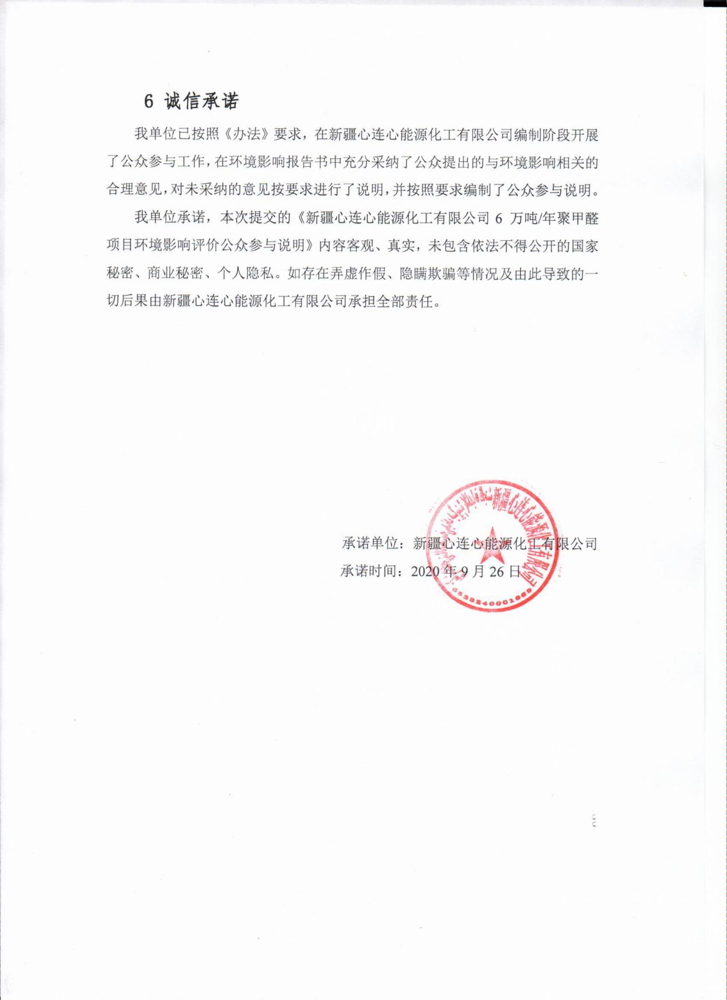 6 诚信承诺
我单位已按照《办法》要求，在新疆心连心能源化工有限公司编制阶段开展
了公众参与工作，在环境影响报告书中充分采纳了公众提出的与环境影响相关的
合理意见，对未采纳的意见按要求进行了说明，并按照要求编制了公众参与说明。
我单位承诺，本次提交的《新疆心连心能源化工有限公司 6 万吨/年聚甲醛
项目环境影响评价公众参与说明》内容客观、真实，未包含依法不得公开的国家
秘密、商业秘密、个人隐私。如存在弄虚作假、隐瞒欺骗等情况及由此导致的一
切后果由新疆心连心能源化工有限公司承担全部责任。
新疆心连心能源化工有限公司
承诺单位：新疆心连心能源化工有限公司
承诺时间：2020 年 9 月 26 日
6523240001669